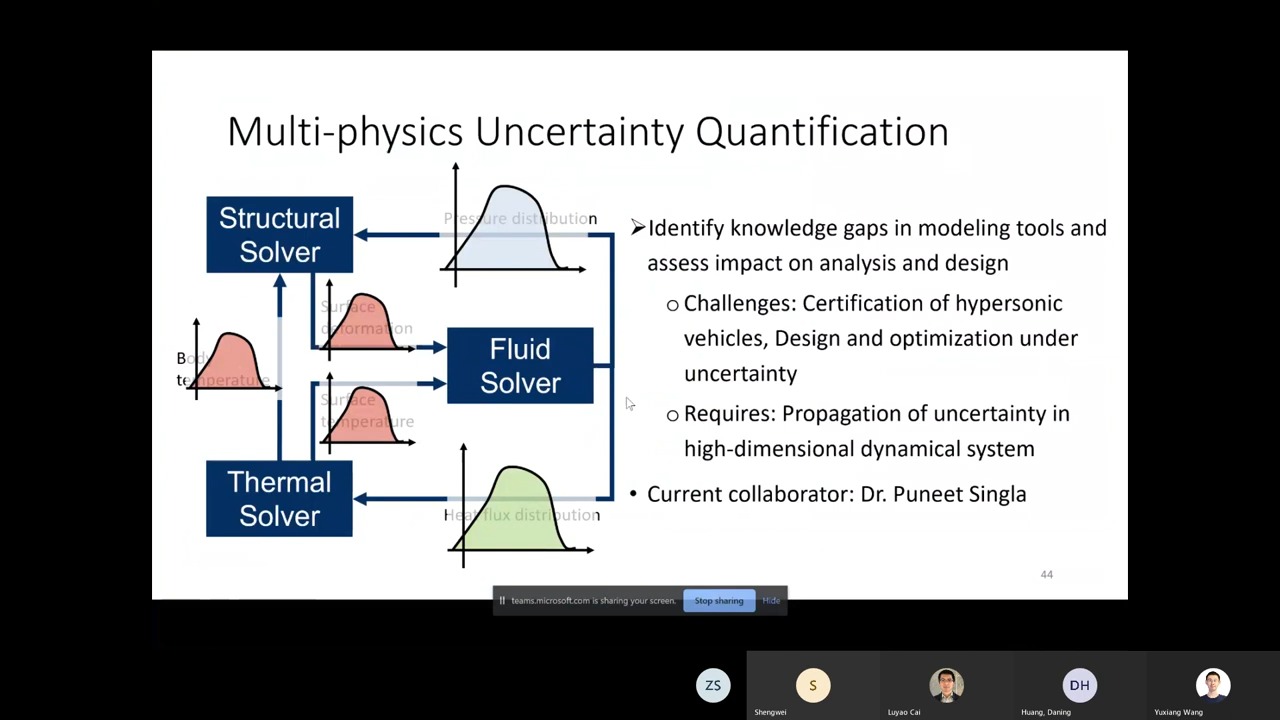 Multi-physics Uncertainty Quantification
Structural
Solver
Pressure distribution
Surface
deformation
Fluid
Solver
Body
temperature
Surface
temperature
Thermal
Solver
Heat flux distribution
➢Identify knowledge gaps in modeling tools and
assess impact on analysis and design
o Challenges: Certification of hypersonic
vehicles, Design and optimization under
uncertainty
o Requires: Propagation of uncertainty in
high-dimensional dynamical system
• Current collaborator: Dr. Puneet Singla
44
teams.microsoft.com is sharing your screen. Stop sharing Hide
ZS
S
DH
Shengwei
Luyao Cai
Huang, Daning
Yuxiang Wang